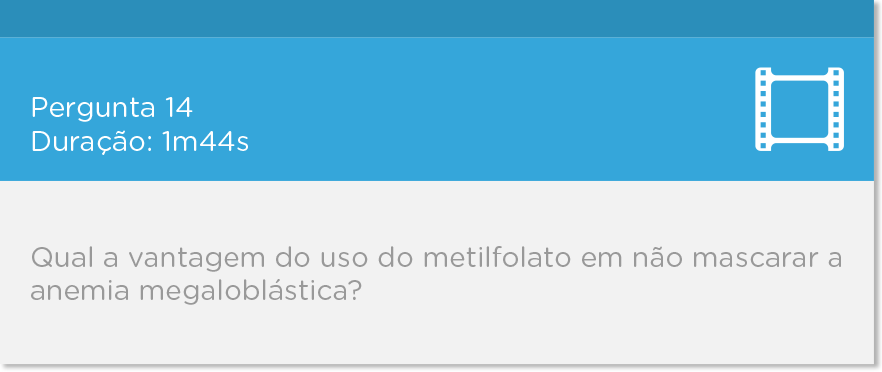 Pergunta 14
Duração: 1m44s
Qual a vantagem do uso do metilfolato em não mascarar a
anemia megaloblástica?